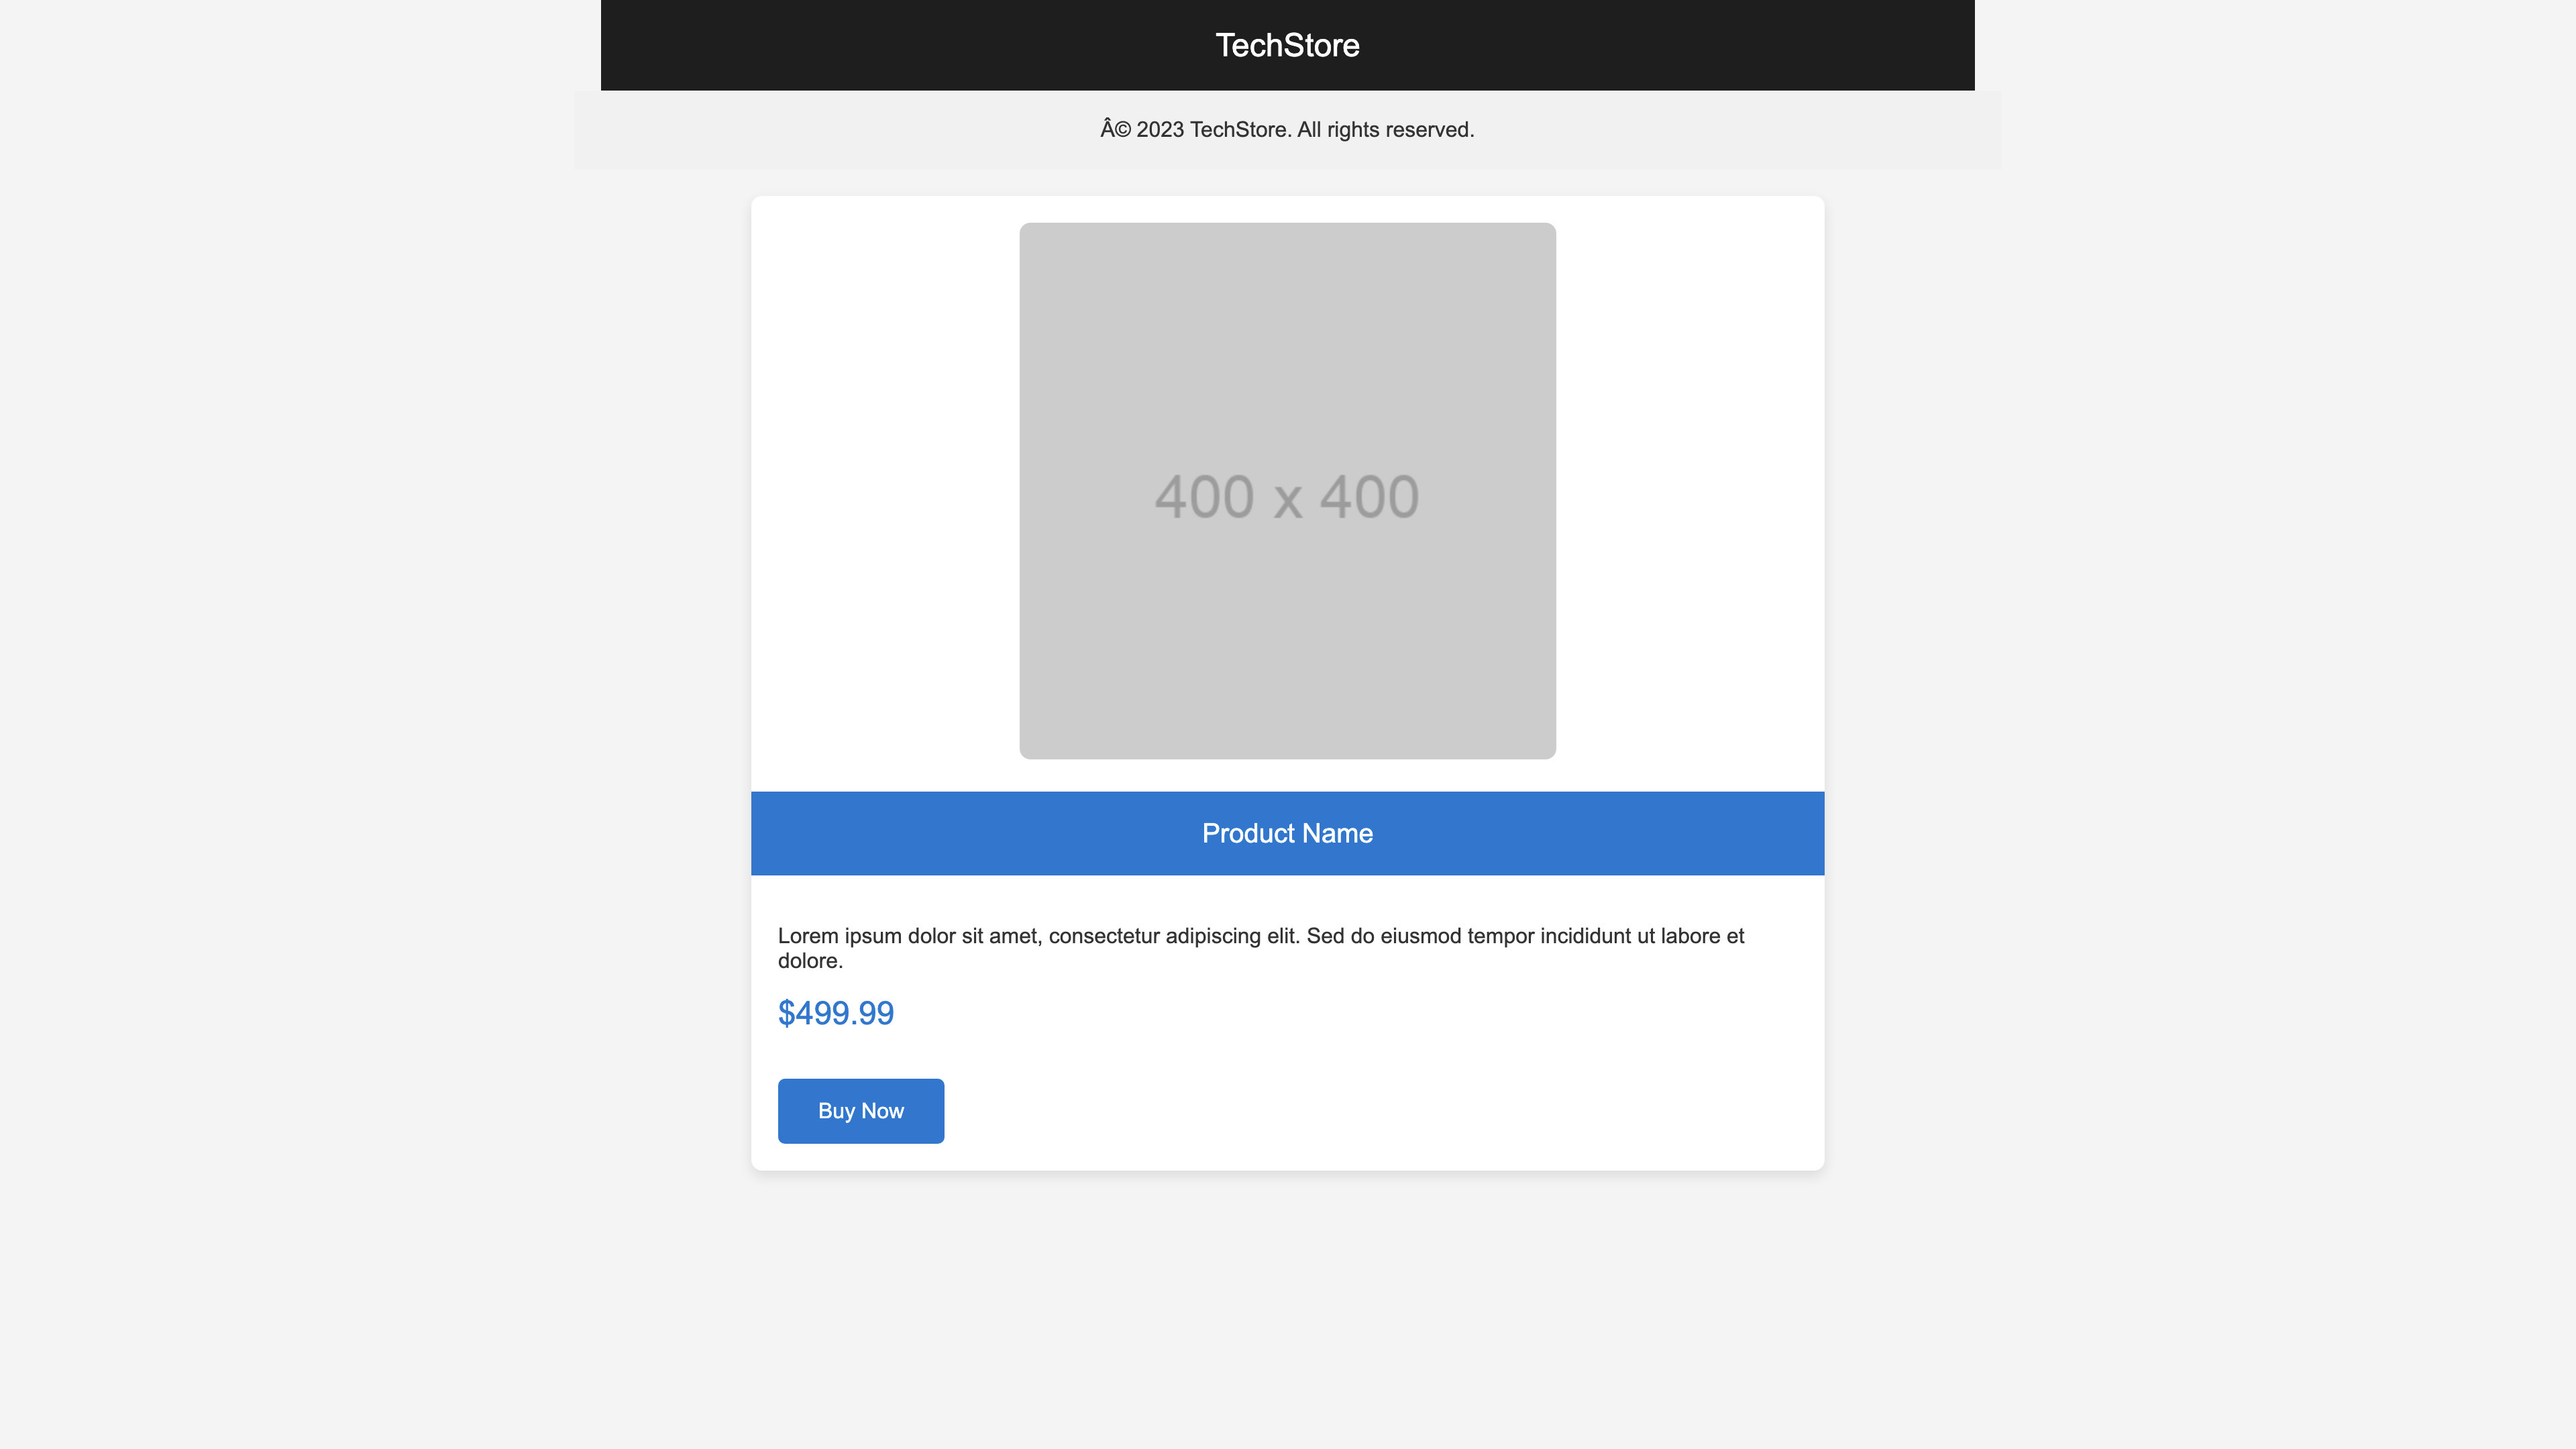 TechStore
Â© 2023 TechStore. All rights reserved.
400 x 400
Product Name
Lorem ipsum dolor sit amet, consectetur adipiscing elit. Sed do eiusmod tempor incididunt ut labore et
dolore.
$499.99
Buy Now